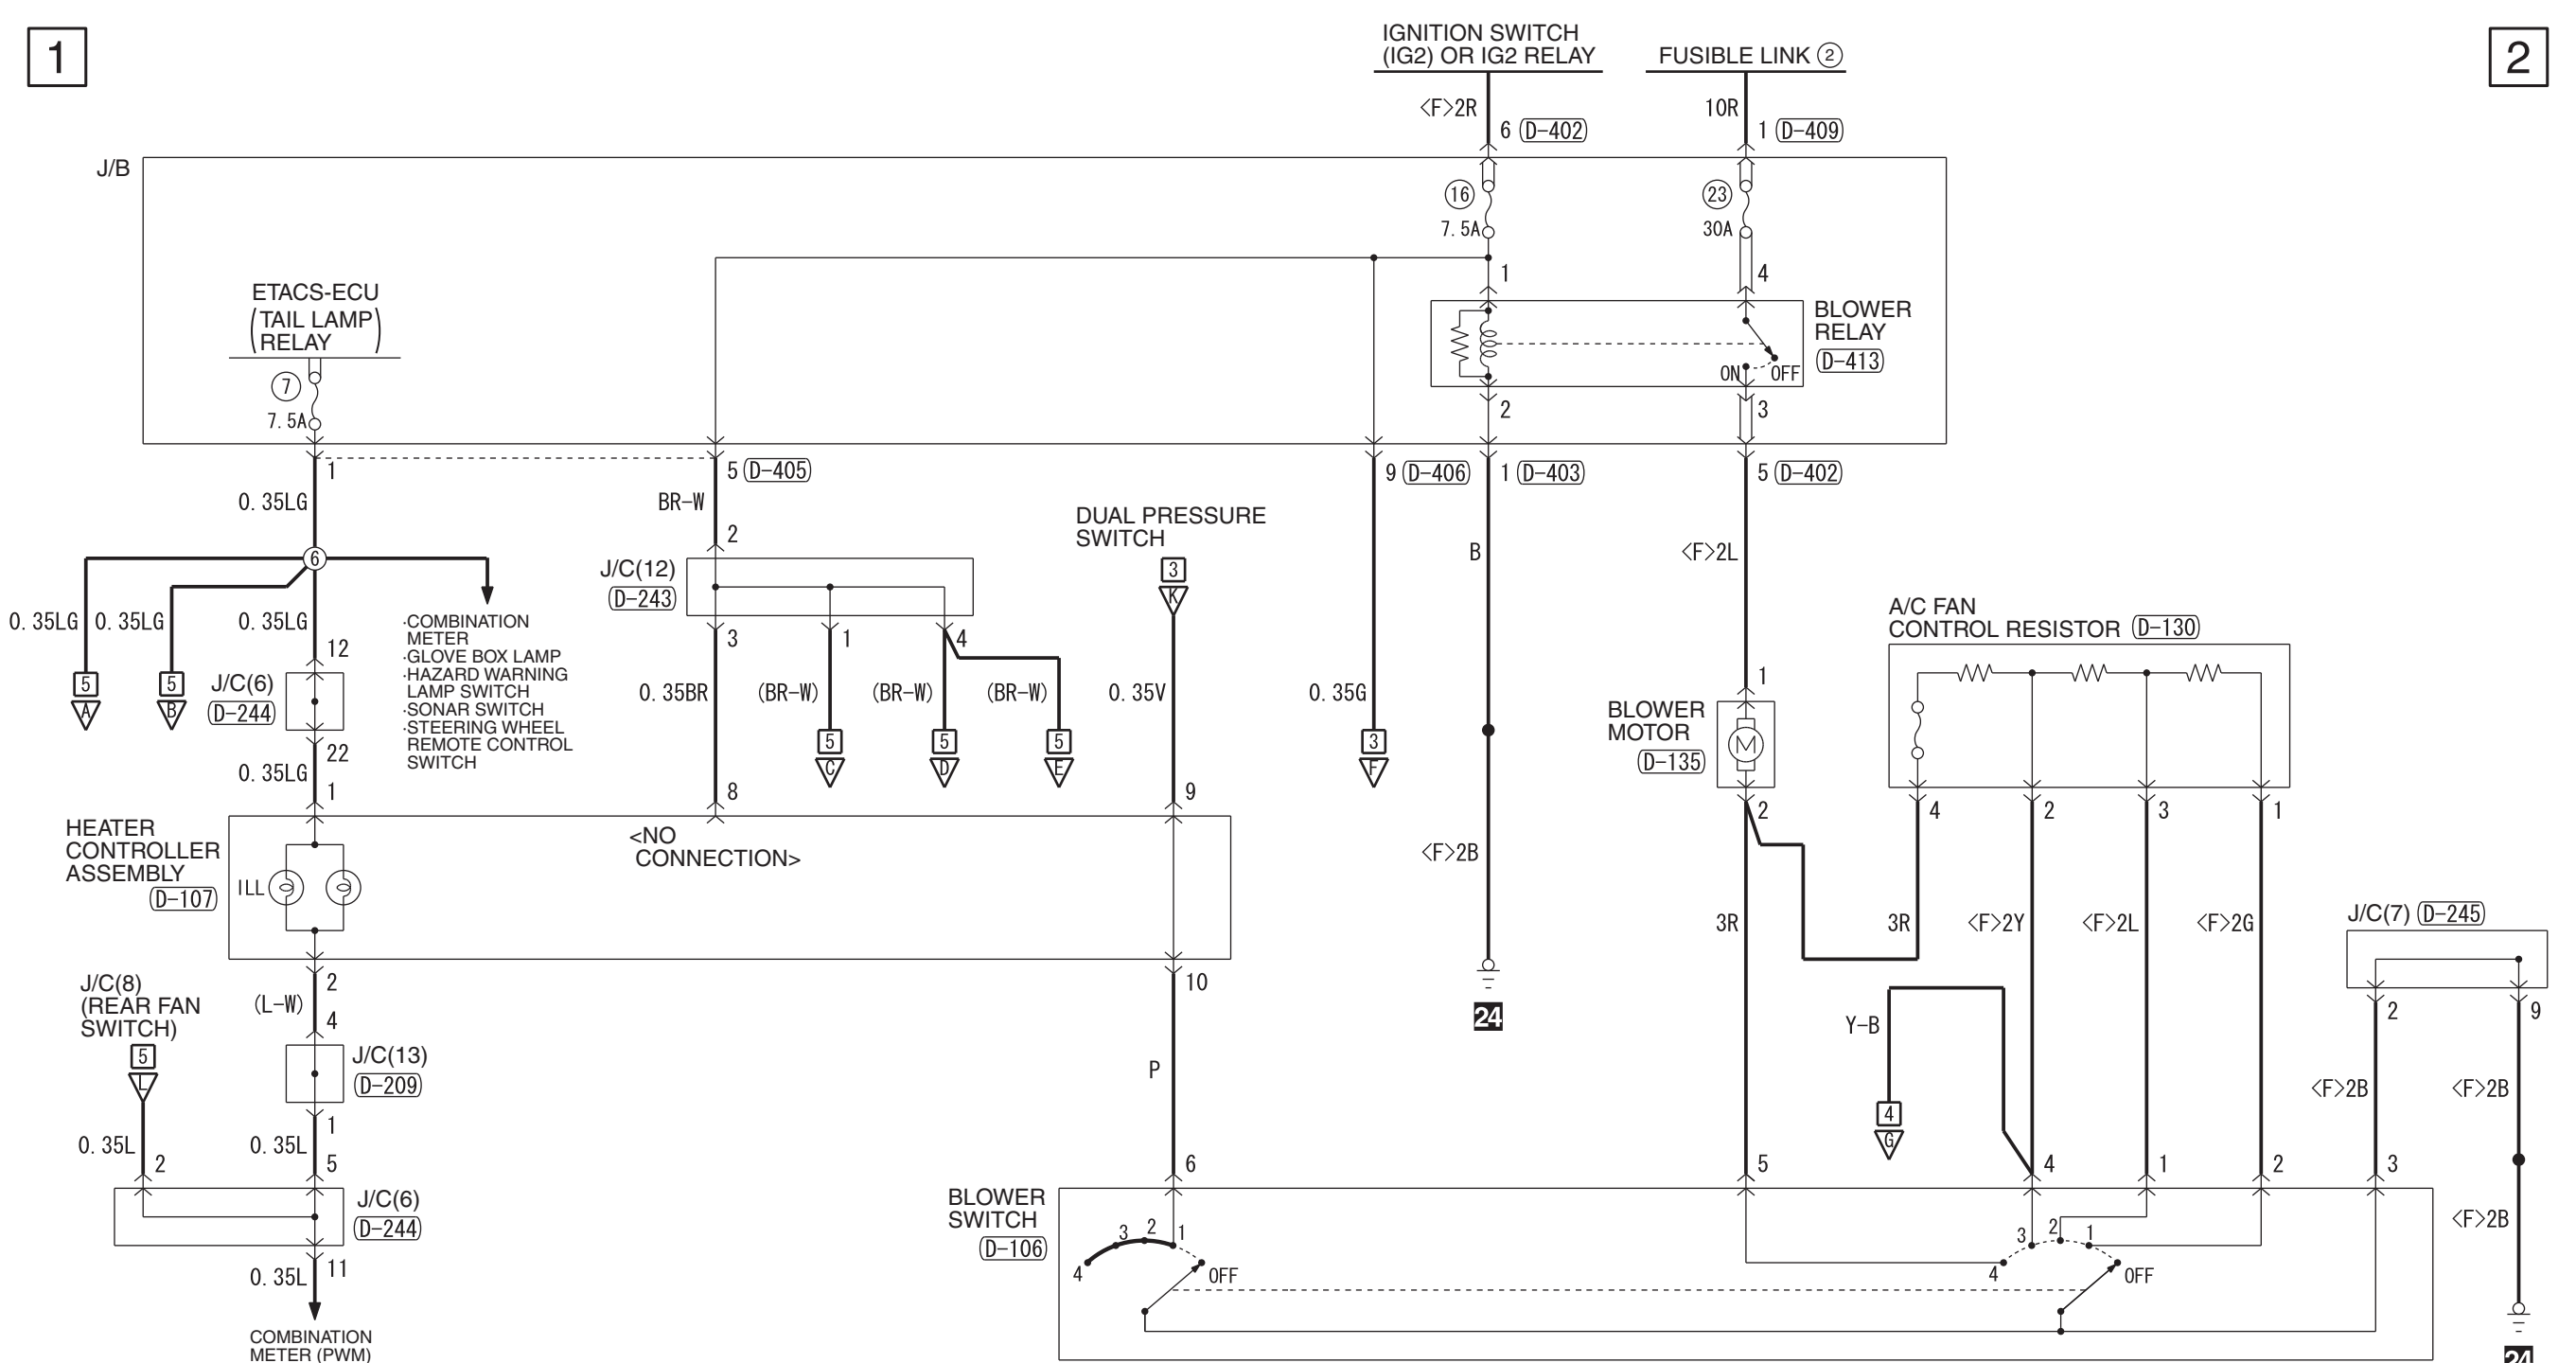 1
2
IGNITION SWITCH
(IG2) OR IG2 RELAY
FUSIBLE LINK ②
<F>2R
6 (D-402)
10R
1 (D-409)
J/B
16
7.5A
23
30A
1
4
ETACS-ECU
(TAIL LAMP
RELAY)
7
7.5A
BLOWER
RELAY
(D-413)
ON
OFF
2
3
1
5 (D-405)
9 (D-406)
1 (D-403)
5 (D-402)
0.35LG
BR-W
2
DUAL PRESSURE
SWITCH
B
<F>2L
6
J/C(12)
(D-243)
3
K
0.35LG
0.35LG
0.35LG
12
·COMBINATION
METER
·GLOVE BOX LAMP
·HAZARD WARNING
LAMP SWITCH
·SONAR SWITCH
·STEERING WHEEL
REMOTE CONTROL
SWITCH
3
1
4
A/C FAN
CONTROL RESISTOR (D-130)
5
A
5
B
J/C(6)
(D-244)
0.35BR
(BR-W)
(BR-W)
(BR-W)
0.35V
0.35G
1
22
5
C
5
D
5
E
3
F
BLOWER
MOTOR
(D-135)
M
0.35LG
1
8
9
2
4
2
3
1
HEATER
CONTROLLER
ASSEMBLY
(D-107)
ILL
<NO
CONNECTION>
<F>2B
3R
3R
<F>2Y
<F>2L
<F>2G
J/C(7) (D-245)
J/C(8)
(REAR FAN
SWITCH)
2
(L-W)
4
10
24
Y-B
2
9
5
L
J/C(13)
(D-209)
P
4
G
<F>2B
<F>2B
1
0.35L
0.35L
2
5
6
5
4
1
2
3
J/C(6)
(D-244)
BLOWER
SWITCH
(D-106)
4
3
2
1
OFF
4
3
2
1
OFF
<F>2B
11
0.35L
COMBINATION
METER (PWM)
24